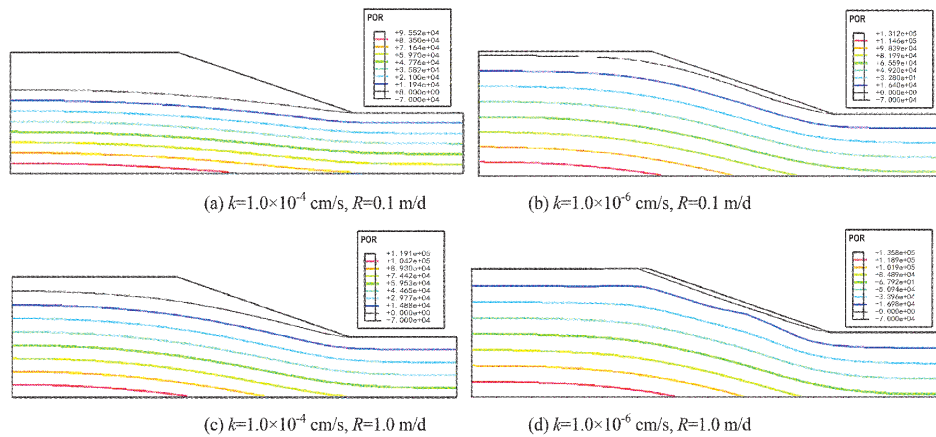 POR
+9.552e+04
+8.350e+04
+7.164e+04
+5.970e+04
+4.776e+04
+3.582e+04
+2.100e+04
+1.194e+04
+0.000e+00
-7.000e+04
(a) k=1.0×10⁻⁴ cm/s, R=0.1 m/d
POR
+1.312e+05
+1.146e+05
+9.839e+04
+8.199e+04
+6.559e+04
+4.920e+04
+3.280e+01
+1.640e+04
+0.000e+00
-7.000e+04
(b) k=1.0×10⁻⁶ cm/s, R=0.1 m/d
POR
+1.191e+05
+1.042e+05
+8.930e+04
+7.442e+04
+5.953e+04
+4.465e+04
+2.977e+04
+1.488e+04
+0.000e+00
-7.000e+04
(c) k=1.0×10⁻⁴ cm/s, R=1.0 m/d
POR
-1.358e+05
+1.189e+05
+1.019e+05
+8.489e+04
+6.792e+01
-5.094e+04
-3.396e+04
-1.698e+04
-0.000e+00
-7.000e+04
(d) k=1.0×10⁻⁶ cm/s, R=1.0 m/d